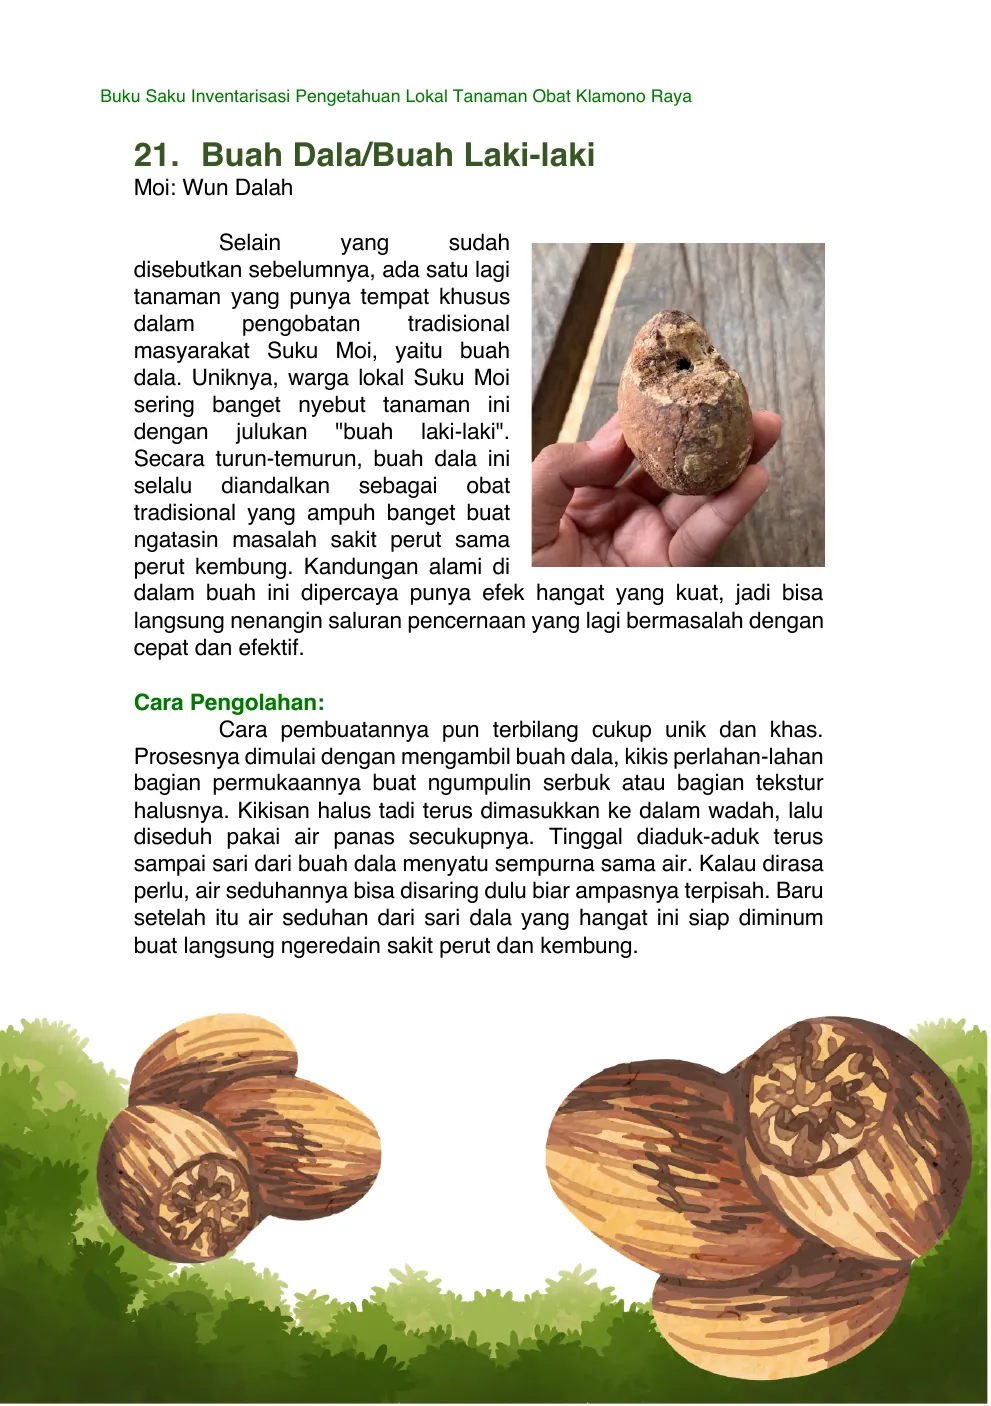 Buku Saku Inventarisasi Pengetahuan Lokal Tanaman Obat Klamono Raya
21. Buah Dala/Buah Laki-laki
Moi: Wun Dalah
Selain yang sudah
disebutkan sebelumnya, ada satu lagi
tanaman yang punya tempat khusus
dalam pengobatan tradisional
masyarakat Suku Moi, yaitu buah
dala. Uniknya, warga lokal Suku Moi
sering banget nyebut tanaman ini
dengan julukan "buah laki-laki".
Secara turun-temurun, buah dala ini
selalu diandalkan sebagai obat
tradisional yang ampuh banget buat
ngatasin masalah sakit perut sama
perut kembung. Kandungan alami di
dalam buah ini dipercaya punya efek hangat yang kuat, jadi bisa
langsung nenangin saluran pencernaan yang lagi bermasalah dengan
cepat dan efektif.
Cara Pengolahan:
Cara pembuatannya pun terbilang cukup unik dan khas.
Prosesnya dimulai dengan mengambil buah dala, kikis perlahan-lahan
bagian permukaannya buat ngumpulin serbuk atau bagian tekstur
halusnya. Kikisan halus tadi terus dimasukkan ke dalam wadah, lalu
diseduh pakai air panas secukupnya. Tinggal diaduk-aduk terus
sampai sari dari buah dala menyatu sempurna sama air. Kalau dirasa
perlu, air seduhannya bisa disaring dulu biar ampasnya terpisah. Baru
setelah itu air seduhan dari sari dala yang hangat ini siap diminum
buat langsung ngeredain sakit perut dan kembung.